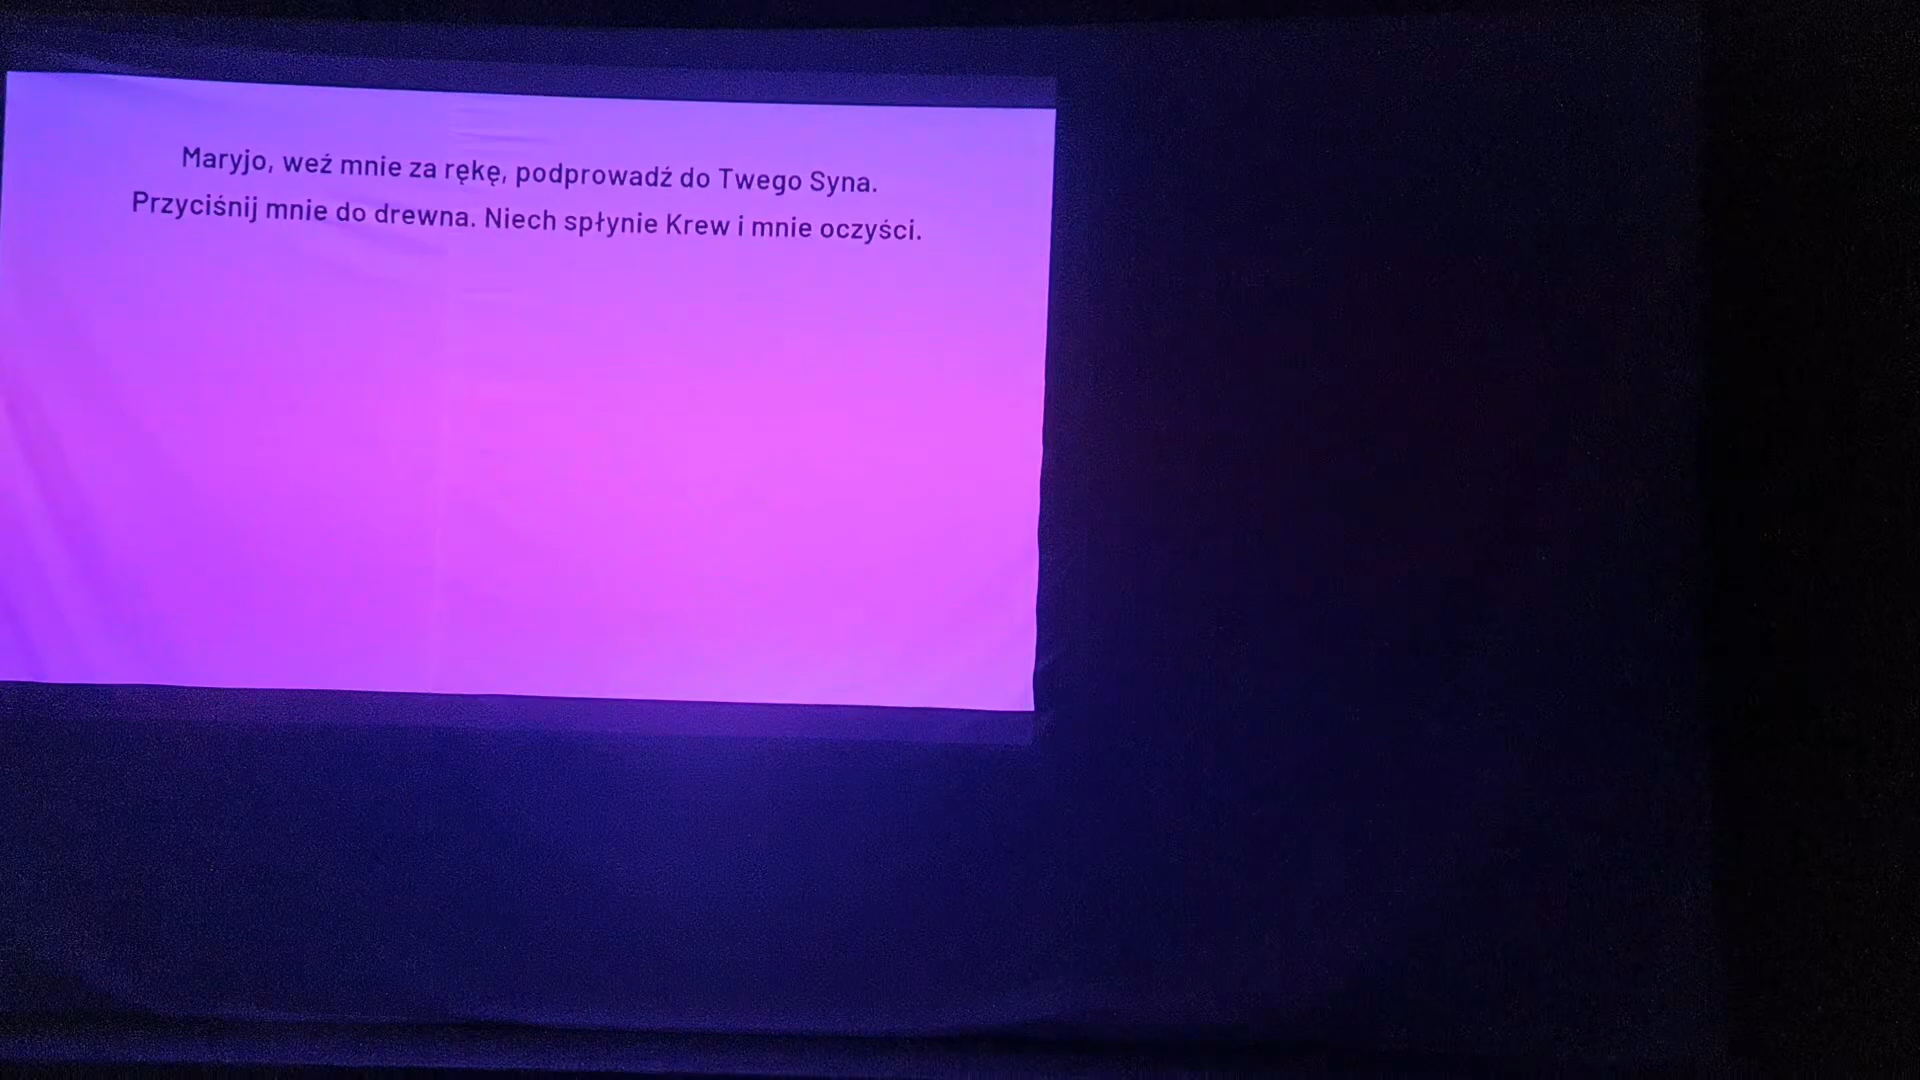 Maryjo, weź mnie za rękę, podprowadź do Twego Syna.
Przyciśnij mnie do drewna. Niech spłynie Krew i mnie oczyści.